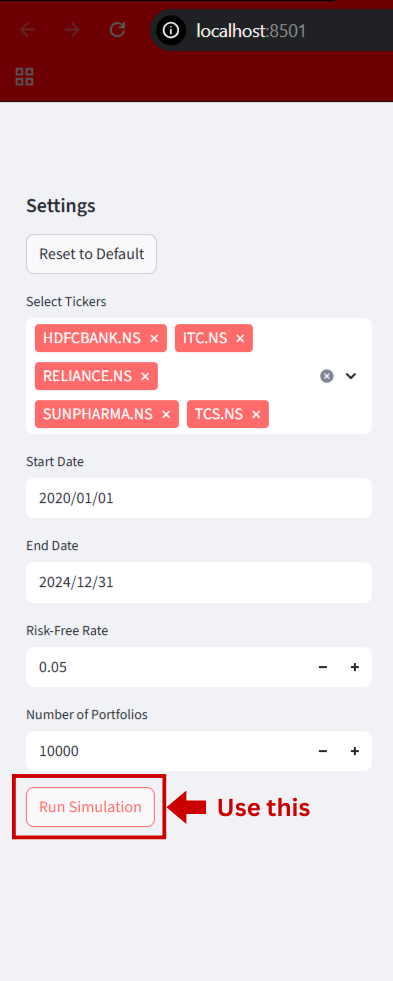 localhost:8501
Settings
Reset to Default
Select Tickers
HDFCBANK.NS × ITC.NS ×
RELIANCE.NS ×
SUNPHARMA.NS × TCS.NS ×
Start Date
2020/01/01
End Date
2024/12/31
Risk-Free Rate
0.05 − +
Number of Portfolios
10000 − +
Run Simulation Use this